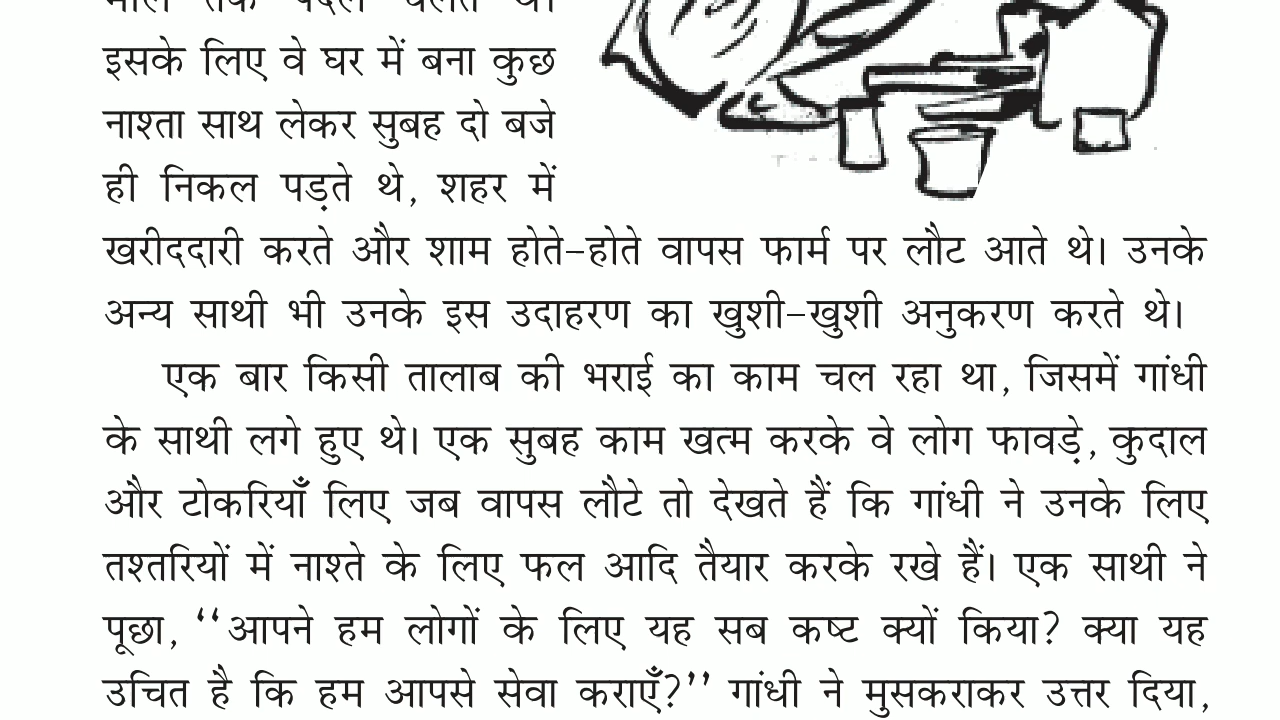 इसके लिए वे घर में बना कुछ
नाश्ता साथ लेकर सुबह दो बजे
ही निकल पड़ते थे, शहर में
खरीददारी करते और शाम होते-होते वापस फार्म पर लौट आते थे। उनके
अन्य साथी भी उनके इस उदाहरण का खुशी-खुशी अनुकरण करते थे।
एक बार किसी तालाब की भराई का काम चल रहा था, जिसमें गांधी
के साथी लगे हुए थे। एक सुबह काम खत्म करके वे लोग फावड़े, कुदाल
और टोकरियाँ लिए जब वापस लौटे तो देखते हैं कि गांधी ने उनके लिए
तश्तरियों में नाश्ते के लिए फल आदि तैयार करके रखे हैं। एक साथी ने
पूछा, ‘‘आपने हम लोगों के लिए यह सब कष्ट क्यों किया? क्या यह
उचित है कि हम आपसे सेवा कराएँ?’’ गांधी ने मुसकराकर उत्तर दिया,